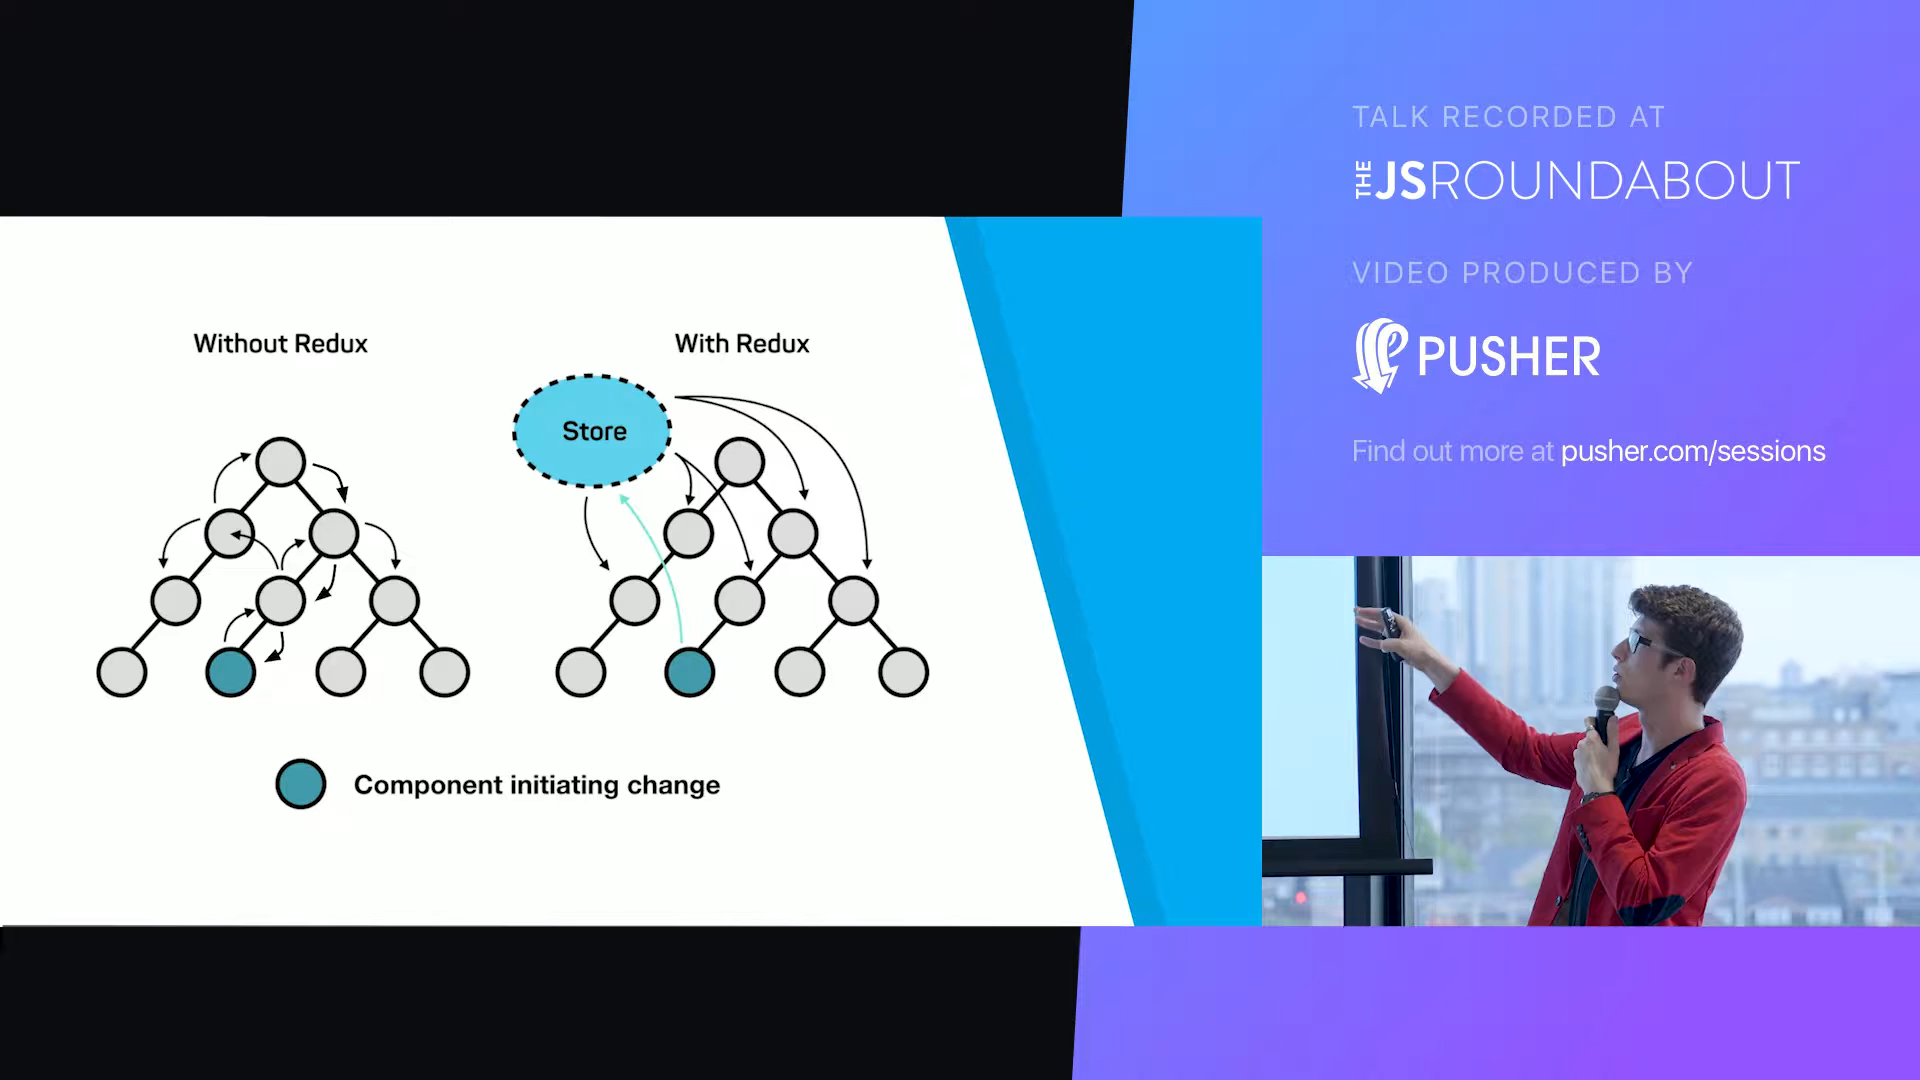 Without Redux
With Redux
Store
Component initiating change
TALK RECORDED AT
THE JSROUNDABOUT
VIDEO PRODUCED BY
PUSHER
Find out more at pusher.com/sessions